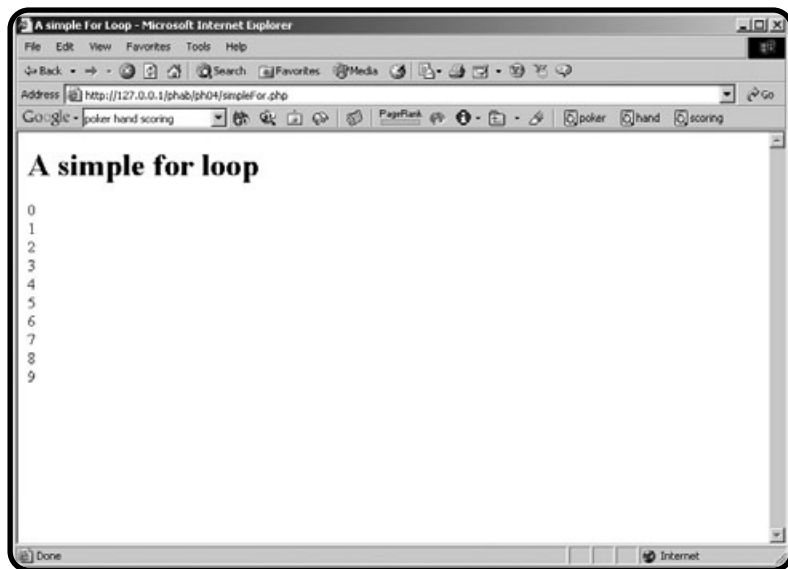 A simple For Loop - Microsoft Internet Explorer
File Edit View Favorites Tools Help
Back Search Favorites Media
Address http://127.0.0.1/phab/ph04/simpleFor.php Go
Google poker hand scoring PageRank poker hand scoring
A simple for loop
0
1
2
3
4
5
6
7
8
9
Done Internet